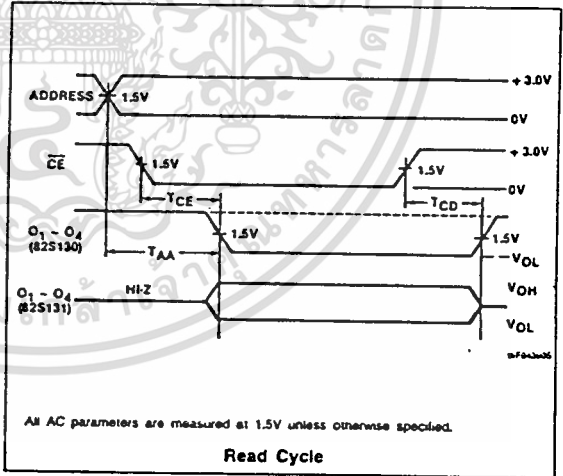 + 3.0V
ADDRESS 1.5V
0V
+ 3.0V
CE 1.5V 1.5V
0V
TCE TCD
O1 ~ O4 1.5V 1.5V
(82S130)
TAA VOL
O1 ~ O4 HI-Z VOH
(82S131)
VOL
All AC parameters are measured at 1.5V unless otherwise specified.
Read Cycle